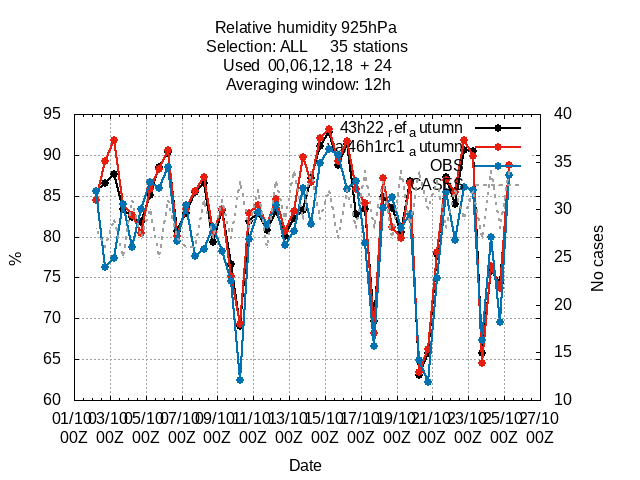 Relative humidity 925hPa
Selection: ALL 35 stations
Used 00,06,12,18 + 24
Averaging window: 12h
95 40
43h22refautumn
46h1rc1autumn
90 35
OBS
CASES
85 30
80 25
75
70 20
65 15
60 10
% No cases
01/10 03/10 05/10 07/10 09/10 11/10 13/10 15/10 17/10 19/10 21/10 23/10 25/10 27/10
00Z 00Z 00Z 00Z 00Z 00Z 00Z 00Z 00Z 00Z 00Z 00Z 00Z 00Z
Date